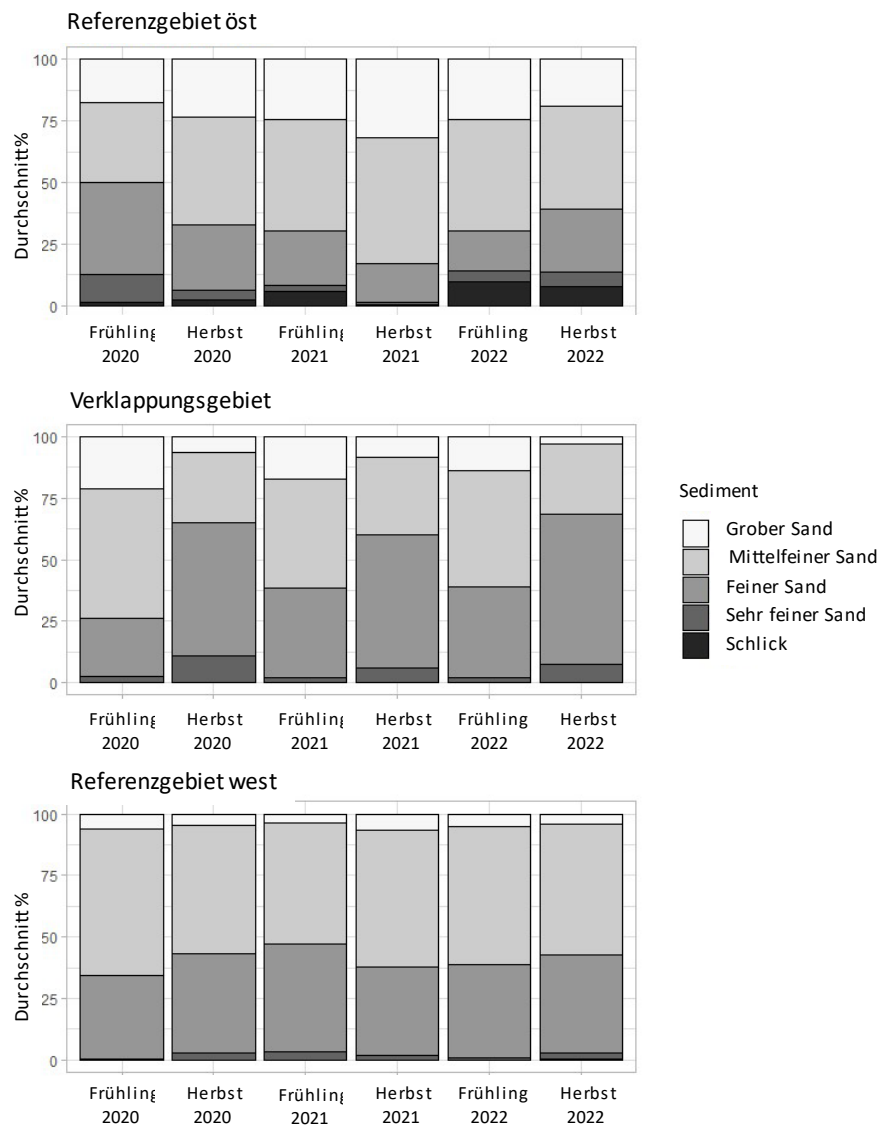 Referenzgebiet öst
100
75
50
25
0
Durchschnitt%
Frühling Herbst Frühling Herbst Frühling Herbst
2020 2020 2021 2021 2022 2022
Verklappungsgebiet
100
75
50
25
0
Durchschnitt%
Frühling Herbst Frühling Herbst Frühling Herbst
2020 2020 2021 2021 2022 2022
Sediment
Grober Sand
Mittelfeiner Sand
Feiner Sand
Sehr feiner Sand
Schlick
Referenzgebiet west
100
75
50
25
0
Durchschnitt%
Frühling Herbst Frühling Herbst Frühling Herbst
2020 2020 2021 2021 2022 2022